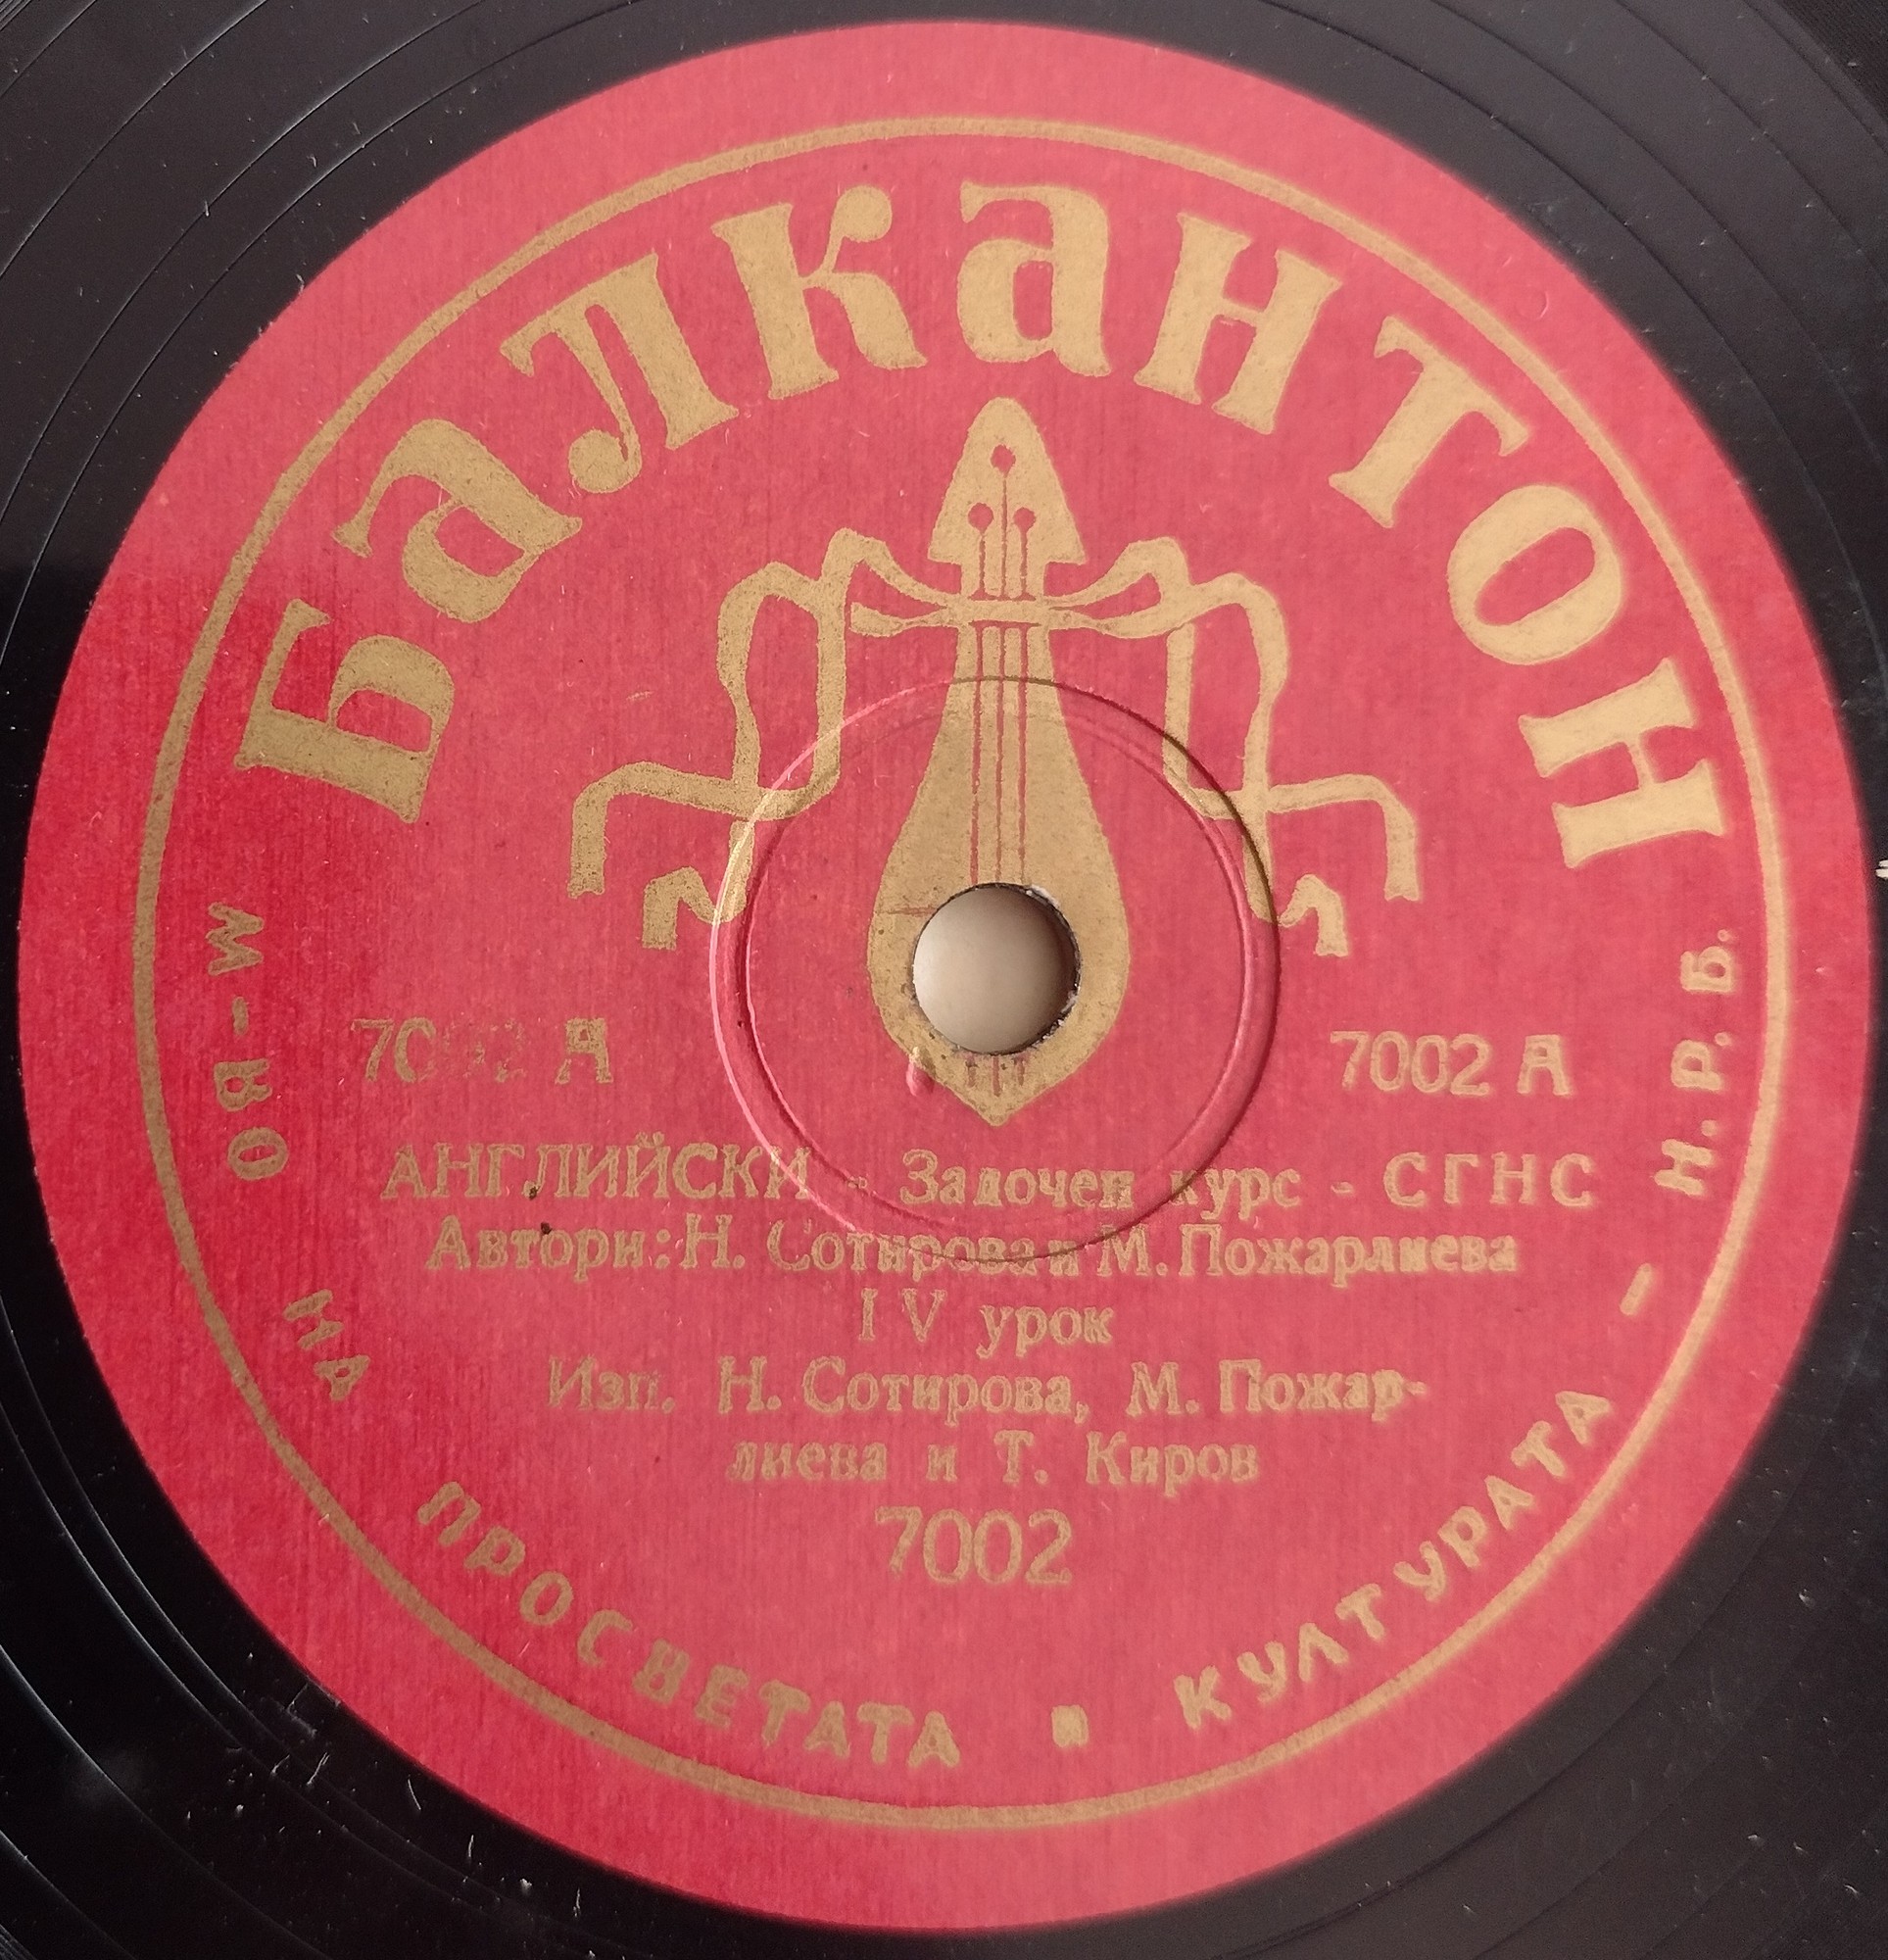 Балкантон
7002 А 7002 А
АНГЛИЙСКИ - Задочен курс - СГНС
Автори: Н. Сотирова и М. Пожарлиева
IV урок
Изп. Н. Сотирова, М. Пожар-
лиева и Т. Киров
7002
М-ВО НА ПРОСВЕТАТА ▪ КУЛТУРАТА – Н.Р.Б.